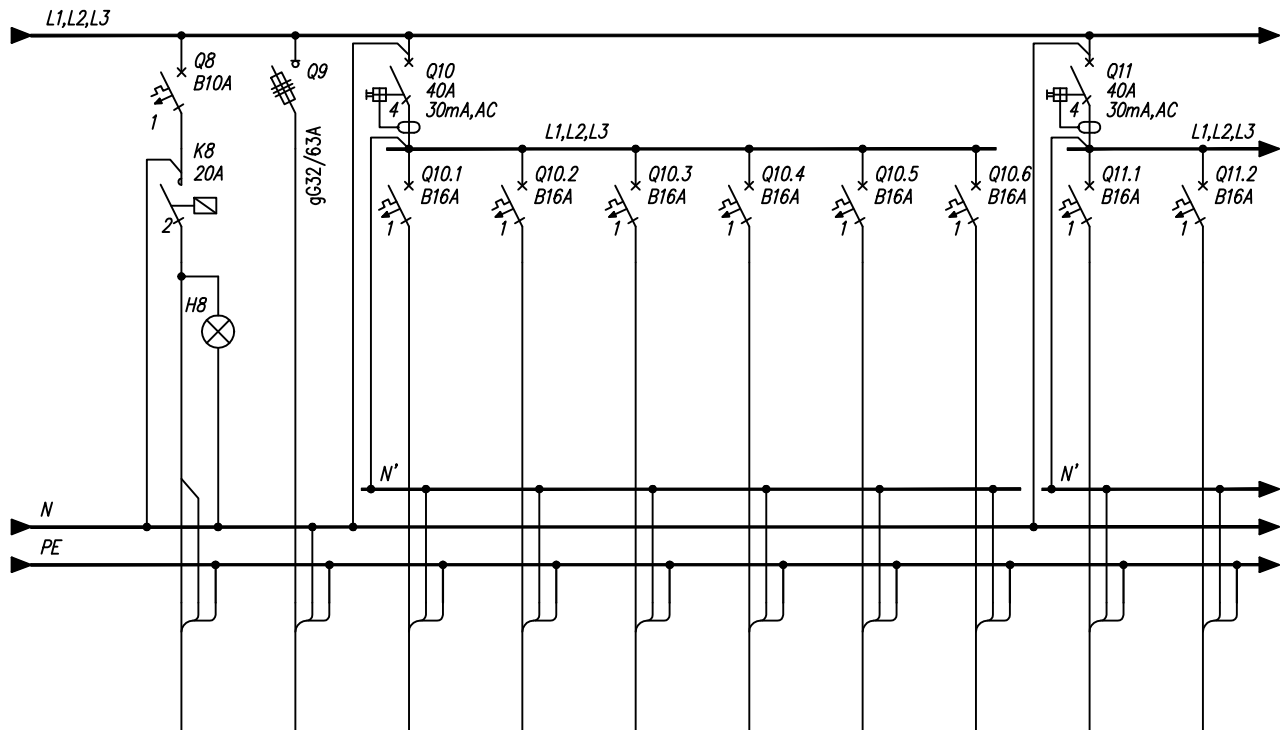 L1,L2,L3
Q8
B10A
1
K8
20A
2
H8
Q9
gG32/63A
Q10
40A
30mA,AC
4
L1,L2,L3
Q10.1
B16A
1
Q10.2
B16A
1
Q10.3
B16A
1
Q10.4
B16A
1
Q10.5
B16A
1
Q10.6
B16A
1
Q11
40A
30mA,AC
4
L1,L2,L3
Q11.1
B16A
1
Q11.2
B16A
1
N'
N'
N
PE